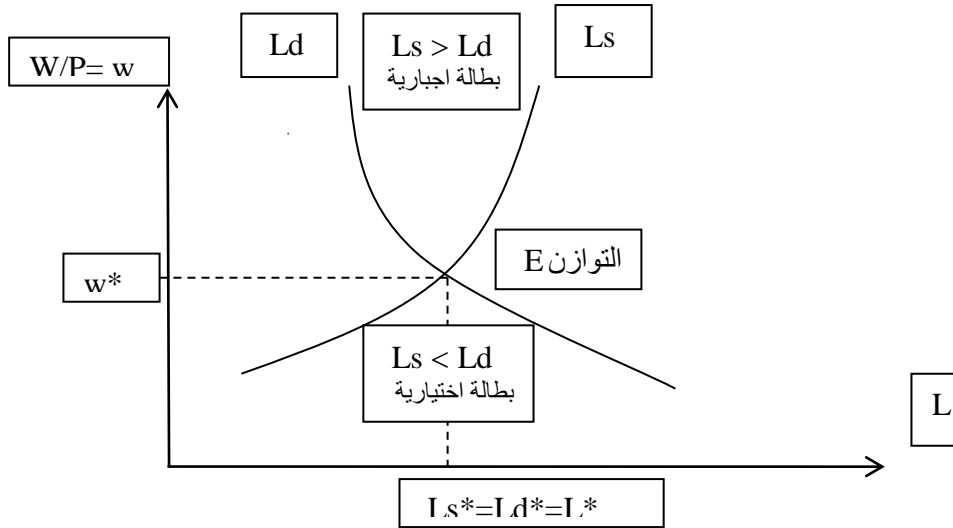 Ld
Ls > Ld
بطالة اجبارية
Ls
W/P= w
التوازن E
w*
Ls < Ld
بطالة اختيارية
L
Ls*=Ld*=L*